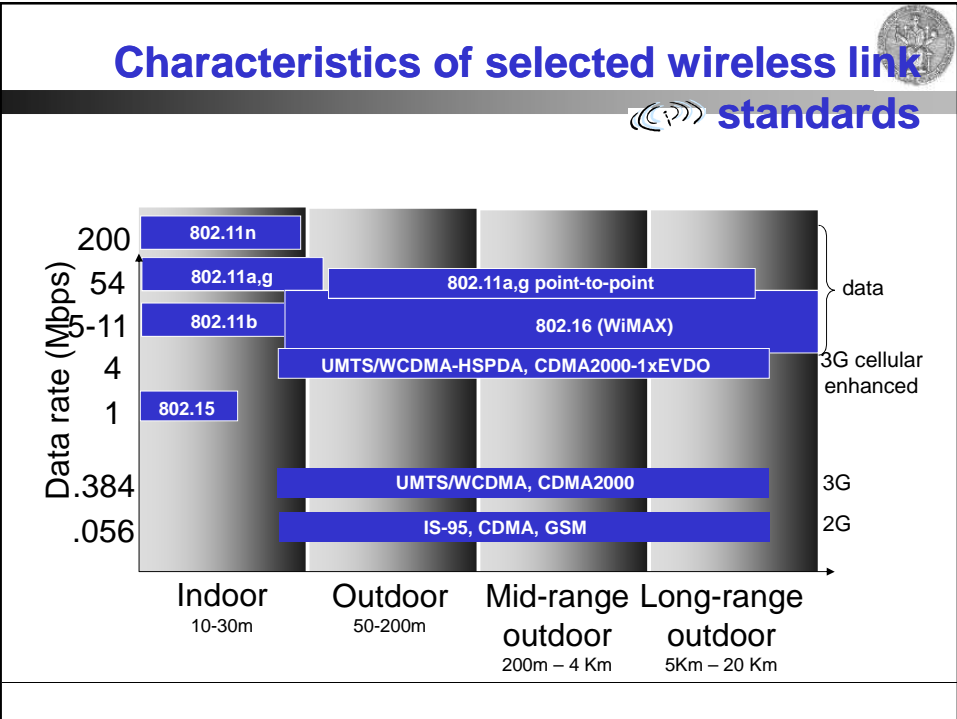 Characteristics of selected wireless link
standards
Data rate (Mbps)
200
54
5-11
4
1
.384
.056
802.11n
802.11a,g
802.11a,g point-to-point
data
802.11b
802.16 (WiMAX)
UMTS/WCDMA-HSPDA, CDMA2000-1xEVDO
3G cellular
enhanced
802.15
UMTS/WCDMA, CDMA2000
3G
IS-95, CDMA, GSM
2G
Indoor
10-30m
Outdoor
50-200m
Mid-range
outdoor
200m – 4 Km
Long-range
outdoor
5Km – 20 Km